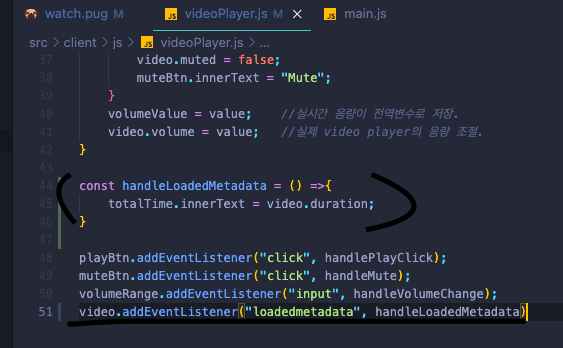 watch.pug M
JS videoPlayer.js M ×
JS main.js
src > client > js > JS videoPlayer.js > ...
37 video.muted = false;
38 muteBtn.innerText = "Mute";
39 }
40 volumeValue = value; //실시간 음량이 전역변수로 저장.
41 video.volume = value; //실제 video player의 음량 조절.
42 }
43
44 const handleLoadedMetadata = () =>{
45 totalTime.innerText = video.duration;
46 }
47
48 playBtn.addEventListener("click", handlePlayClick);
49 muteBtn.addEventListener("click", handleMute);
50 volumeRange.addEventListener("input", handleVolumeChange);
51 video.addEventListener("loadedmetadata", handleLoadedMetadata)